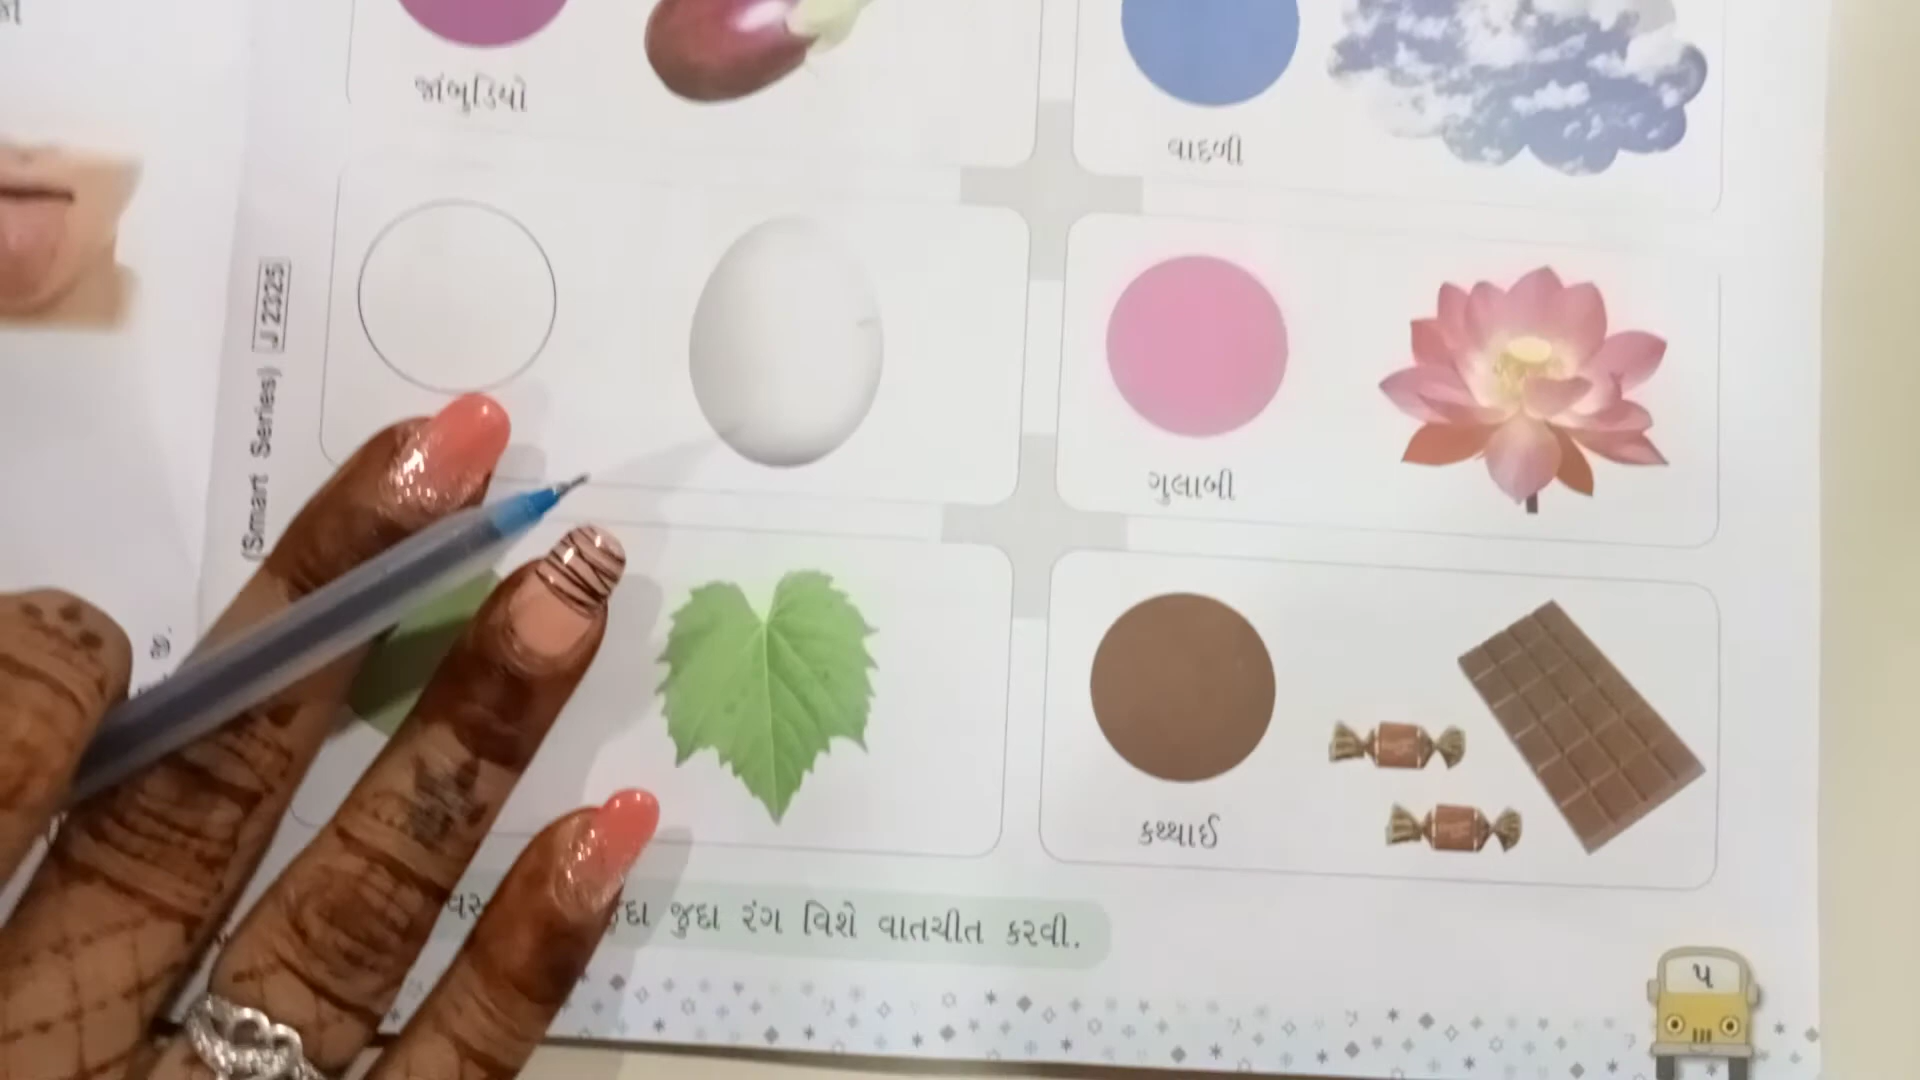 જાંબુડિયો
વાદળી
(Smart Series) J 2325
ગુલાબી
કથ્થાઈ
જુદા રંગ વિશે વાતચીત કરવી.
૫